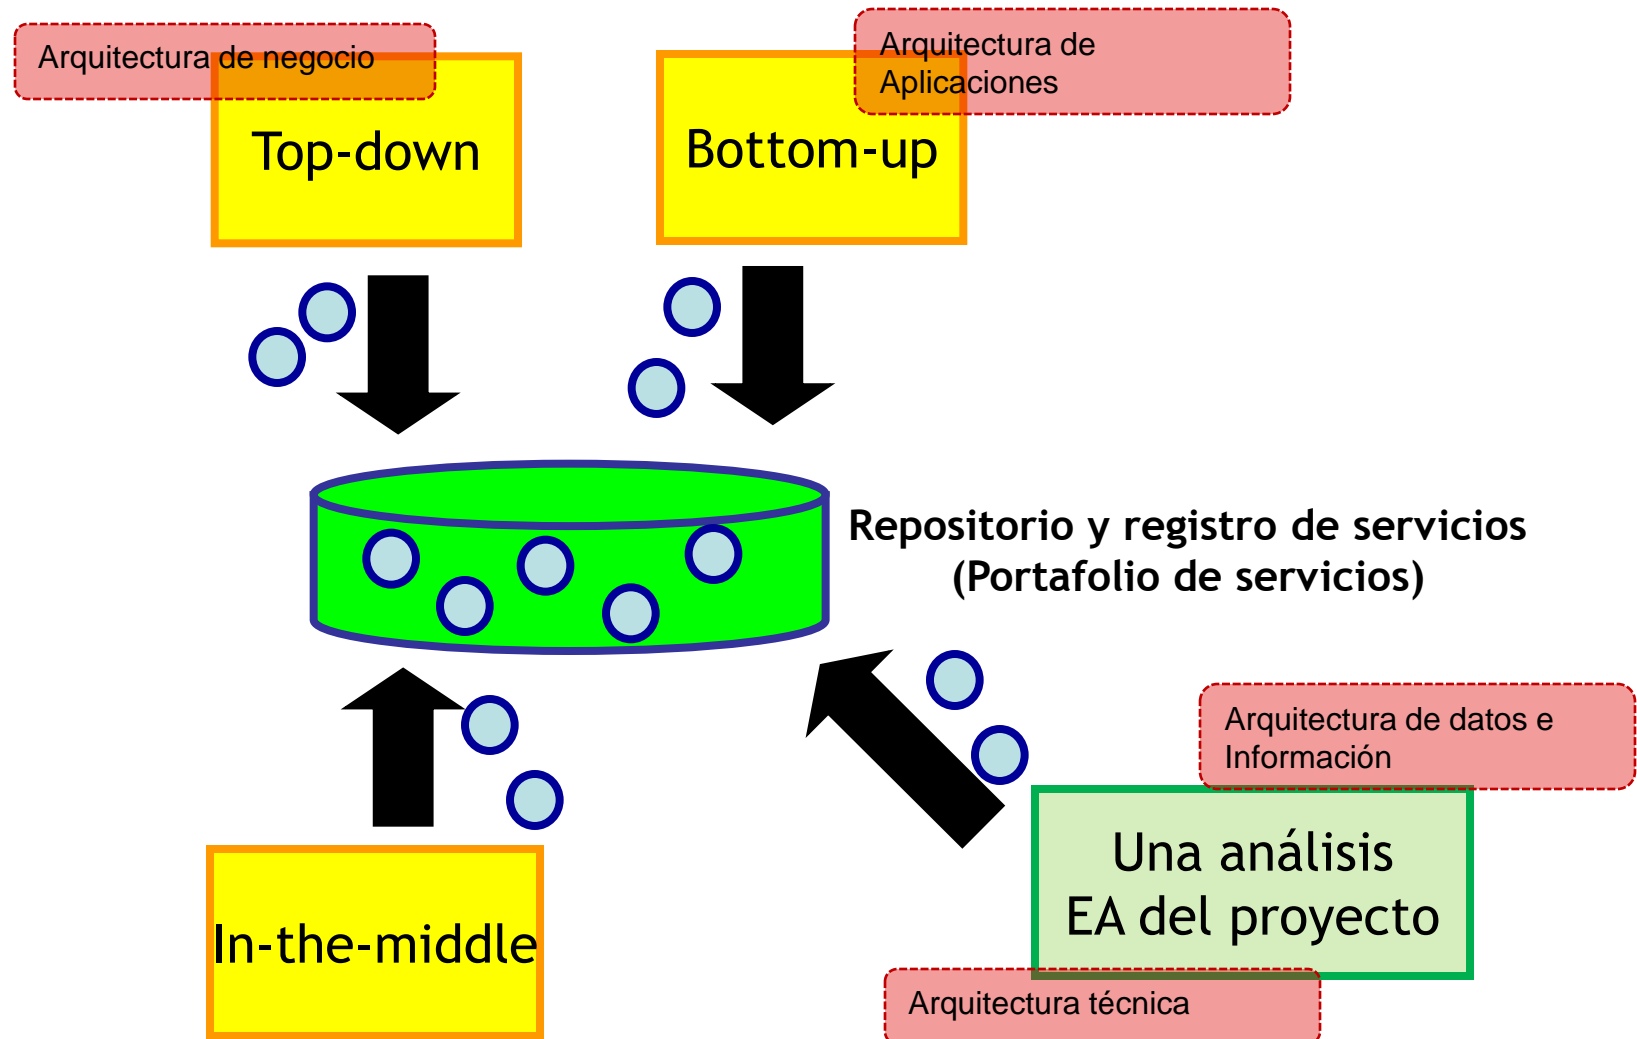 Arquitectura de negocio
Top-down
Arquitectura de
Aplicaciones
Bottom-up
Repositorio y registro de servicios
(Portafolio de servicios)
Arquitectura de datos e
Información
Una análisis
EA del proyecto
In-the-middle
Arquitectura técnica